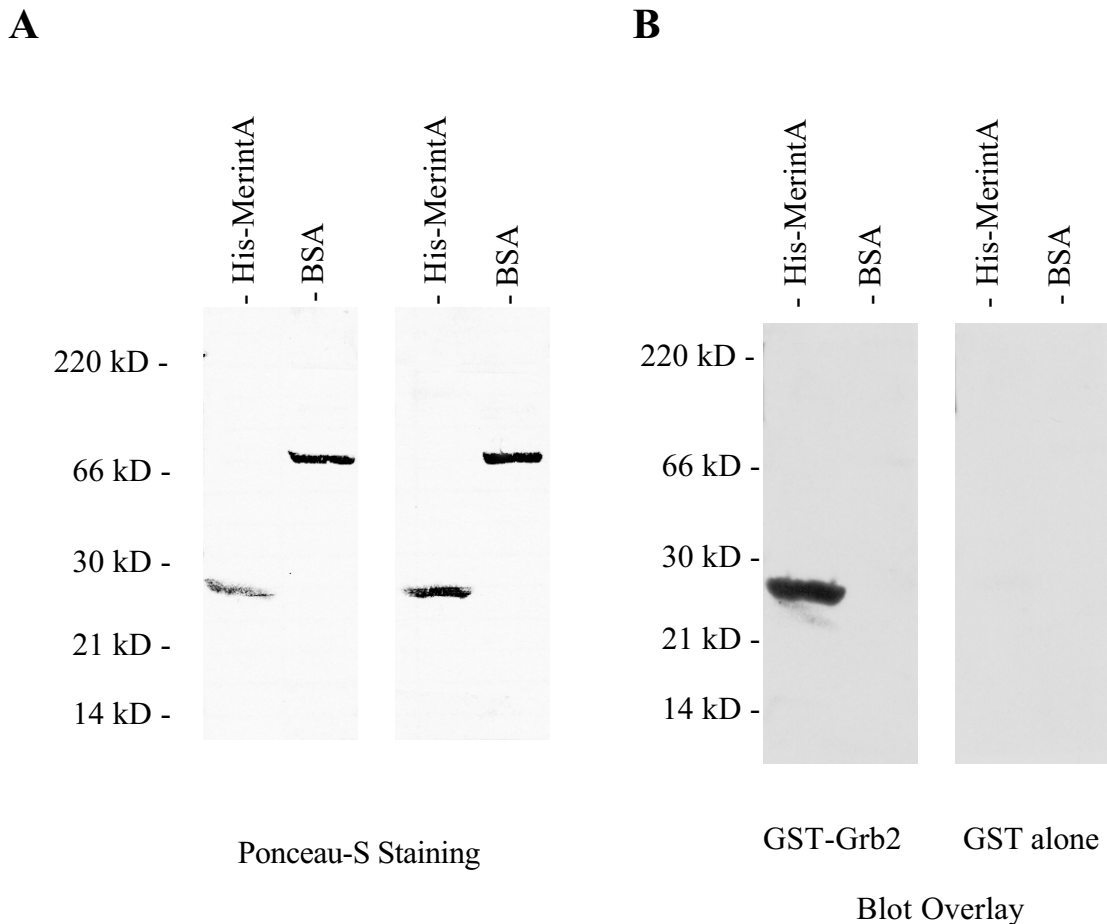 A
- His-MerintA
- BSA
- His-MerintA
- BSA
220 kD -
66 kD -
30 kD -
21 kD -
14 kD -
Ponceau-S Staining
B
- His-MerintA
- BSA
- His-MerintA
- BSA
220 kD -
66 kD -
30 kD -
21 kD -
14 kD -
GST-Grb2
GST alone
Blot Overlay